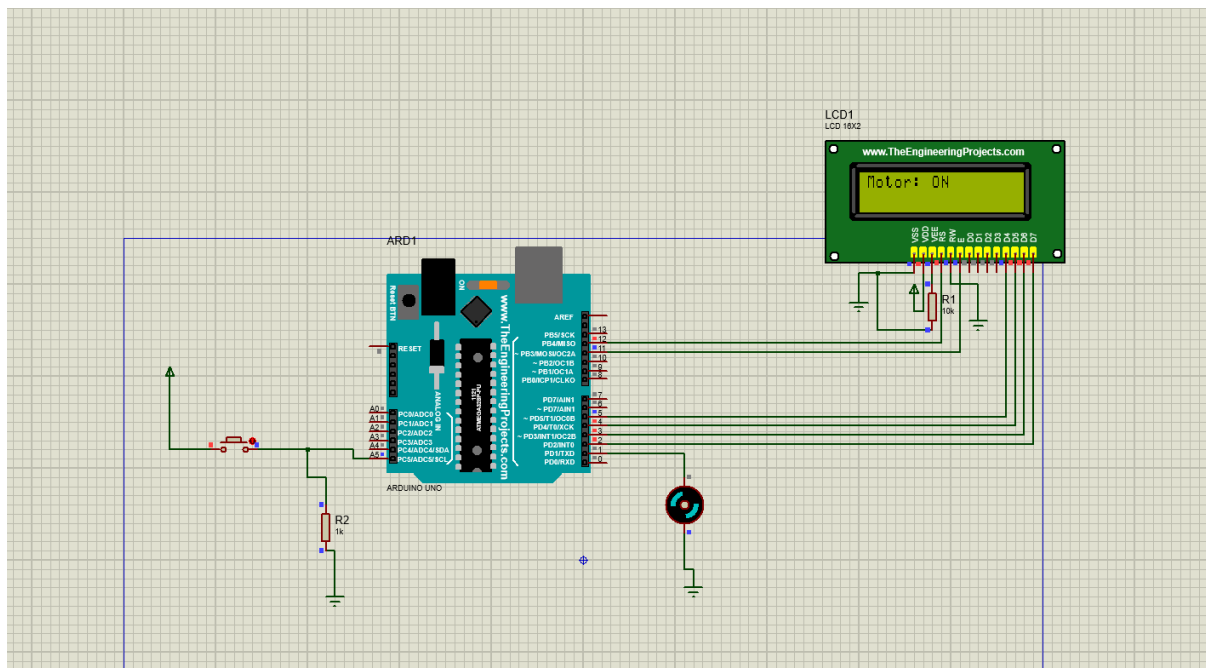 LCD1
LCD 16X2
www.TheEngineeringProjects.com
Motor: ON
VSS
VDD
VEE
RS
RW
E
D0
D1
D2
D3
D4
D5
D6
D7
R1
10k
ARD1
Reset BTN
ON
www.TheEngineeringProjects.com
ANALOG IN
1121
ATMEGA328P-PU
RESET
AREF
PB5/SCK 13
PB4/MISO 12
~ PB3/MOSI/OC2A 11
~ PB2/OC1B 10
~ PB1/OC1A 9
PB0/ICP1/CLKO 8
PD7/AIN1 7
~ PD7/AIN1 6
~ PD5/T1/OC0B 5
PD4/T0/XCK 4
~ PD3/INT1/OC2B 3
PD2/INT0 2
PD1/TXD 1
PD0/RXD 0
A0 PC0/ADC0
A1 PC1/ADC1
A2 PC2/ADC2
A3 PC3/ADC3
A4 PC4/ADC4/SDA
A5 PC5/ADC5/SCL
ARDUINO UNO
R2
1k